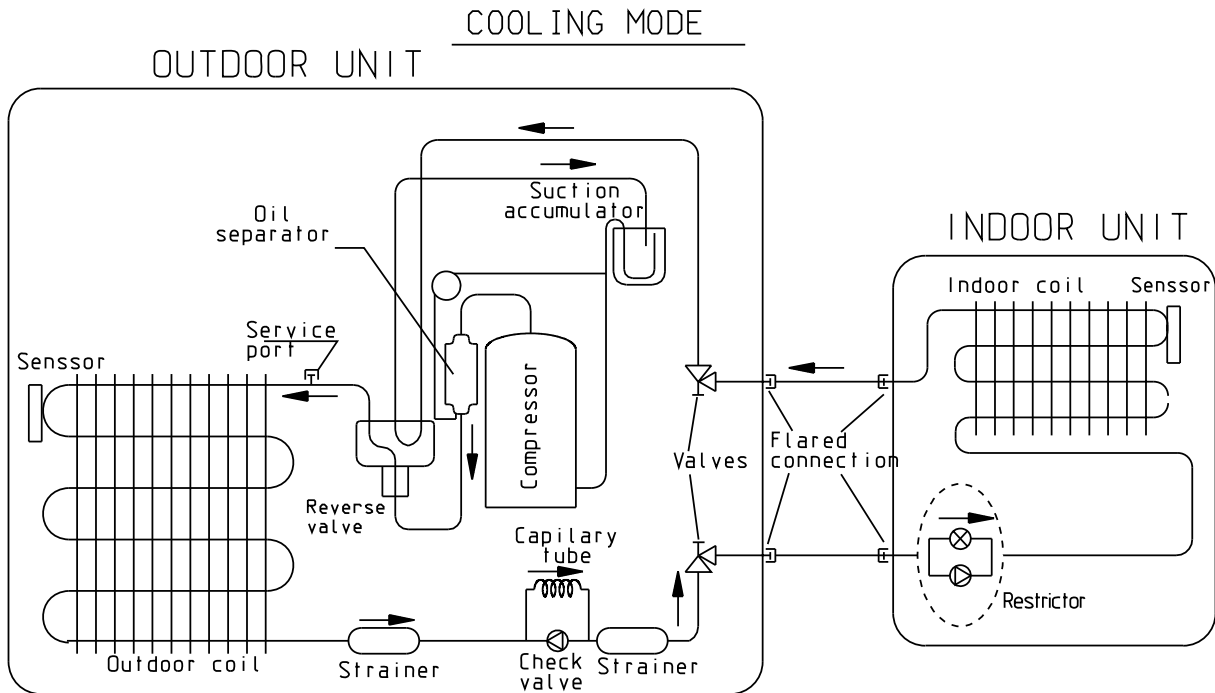 COOLING MODE
OUTDOOR UNIT
Suction
accumulator
Oil
separator
INDOOR UNIT
Indoor coil
Senssor
Service
port
Senssor
Compressor
Valves
Flared
connection
Reverse
valve
Capilary
tube
Restrictor
Outdoor coil
Strainer
Check
valve
Strainer